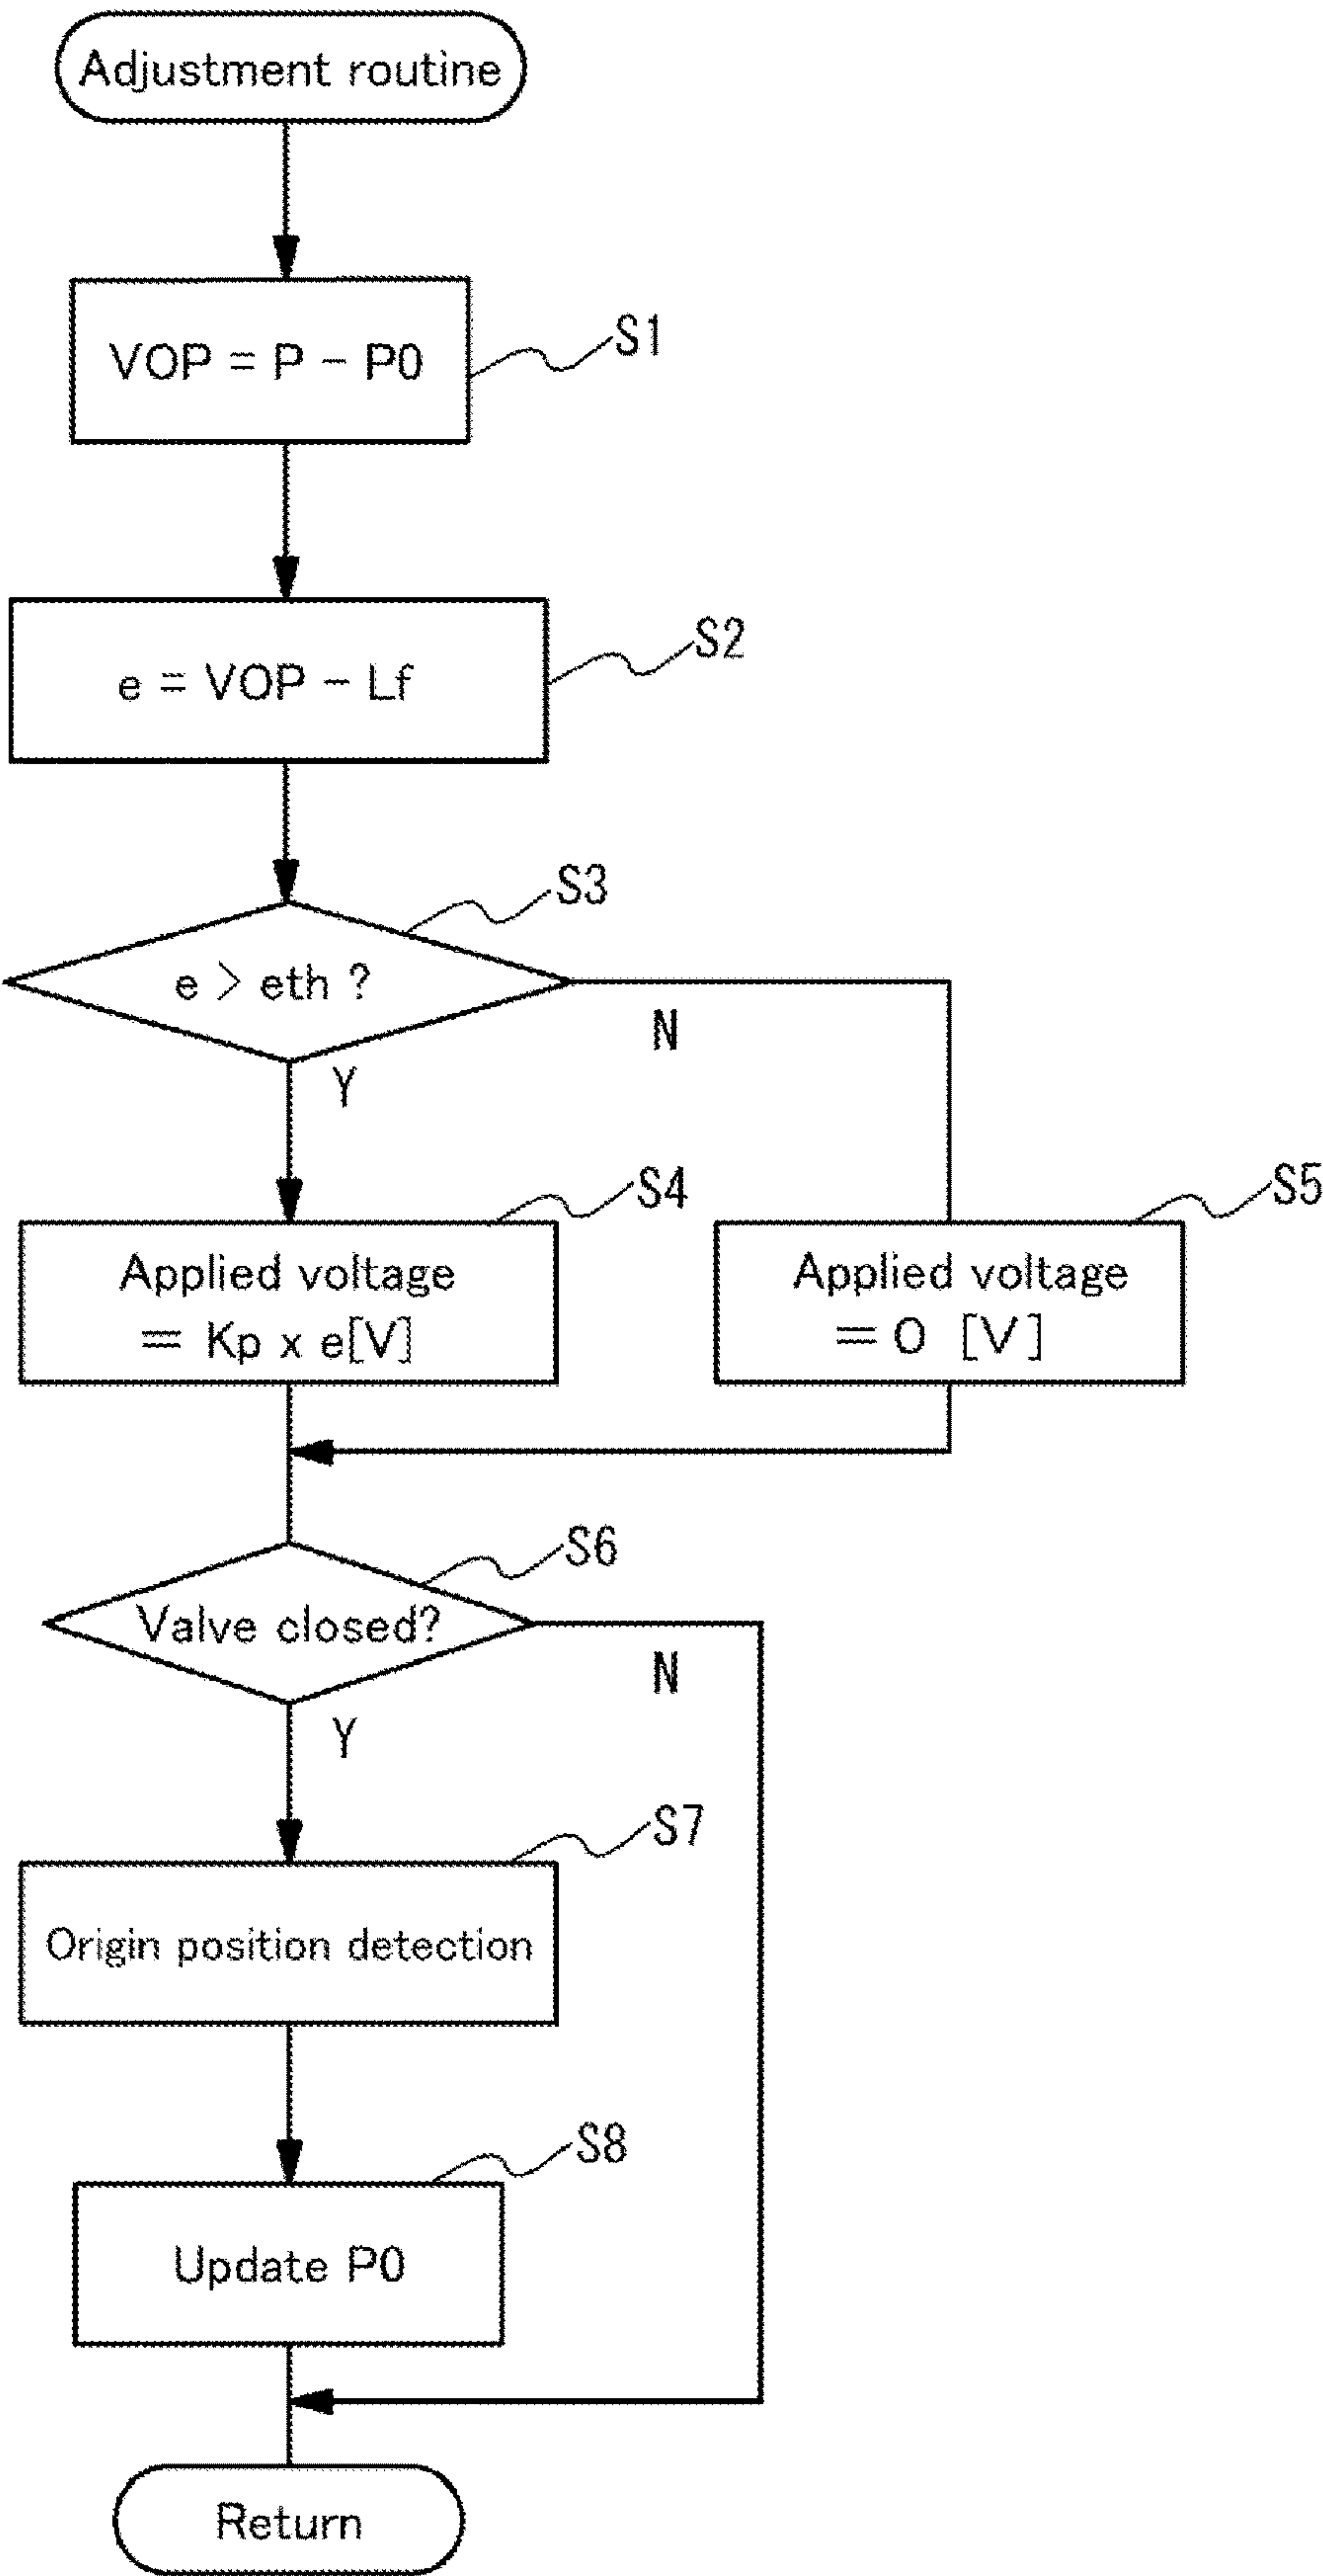 Adjustment routine
VOP = P - P0
S1
e = VOP - Lf
S2
S3
e > eth ?
N
Y
S4
S5
Applied voltage
= Kp x e[V]
Applied voltage
= 0 [V]
S6
Valve closed?
N
Y
S7
Origin position detection
S8
Update P0
Return